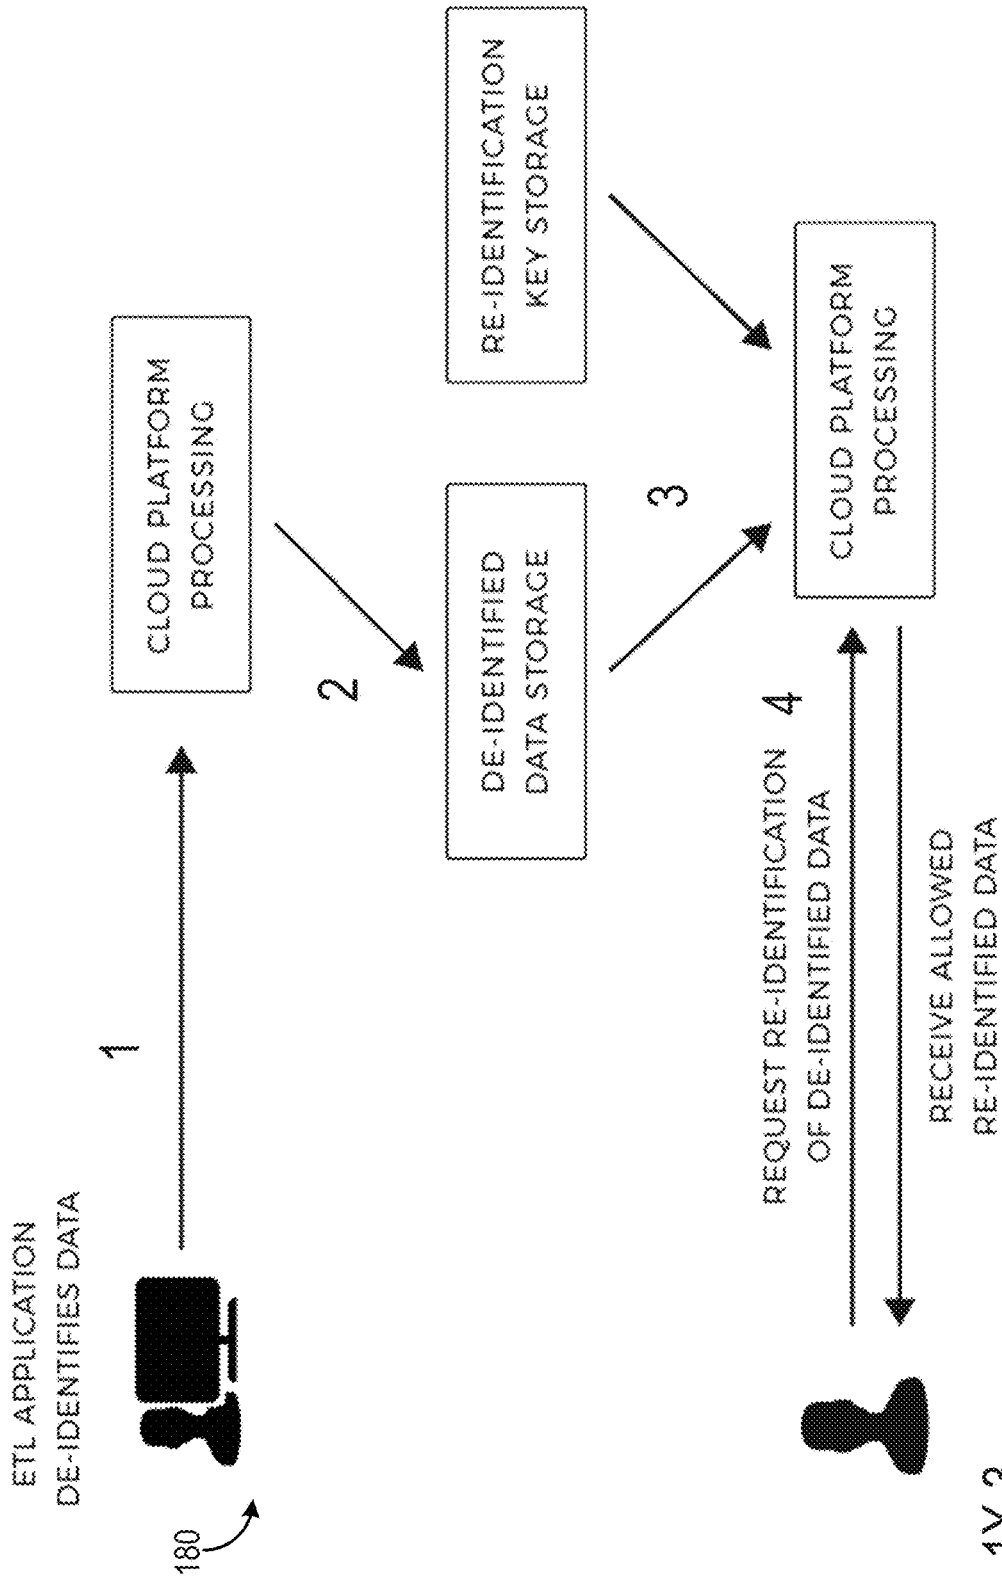 ETL APPLICATION
DE-IDENTIFIES DATA
180
1
CLOUD PLATFORM
PROCESSING
2
DE-IDENTIFIED
DATA STORAGE
RE-IDENTIFICATION
KEY STORAGE
3
REQUEST RE-IDENTIFICATION
OF DE-IDENTIFIED DATA
4
CLOUD PLATFORM
PROCESSING
RECEIVE ALLOWED
RE-IDENTIFIED DATA